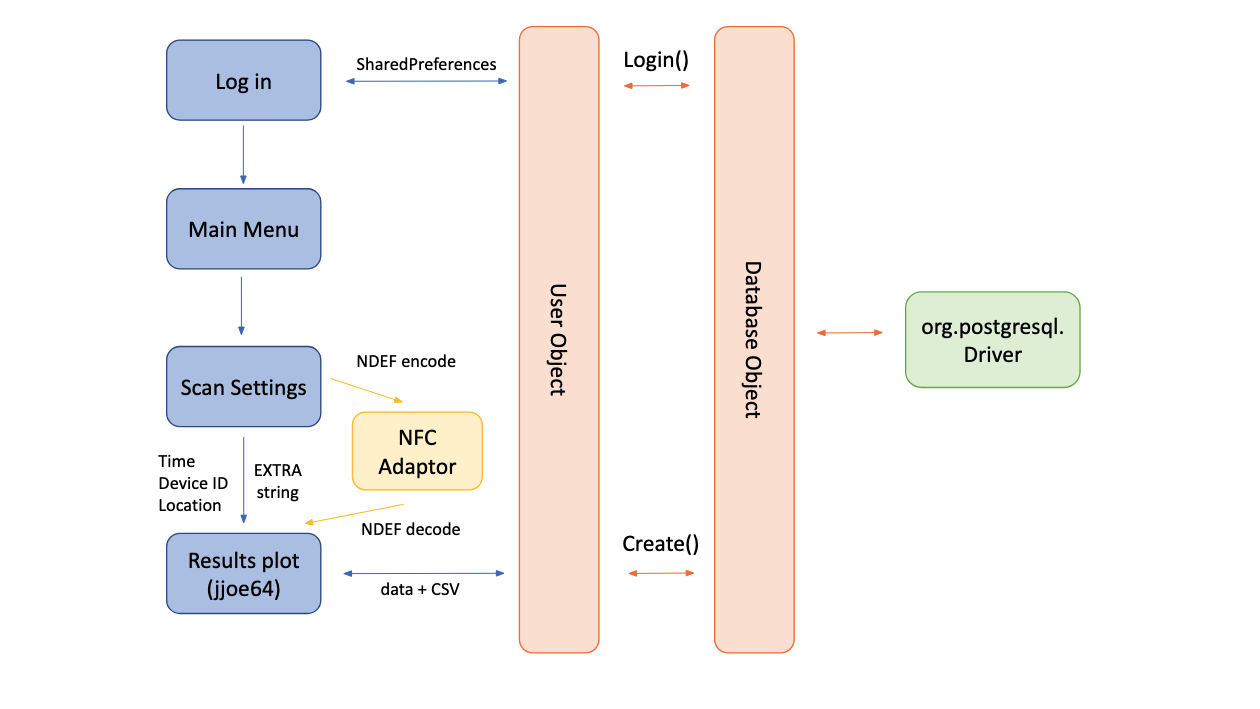 Log in
SharedPreferences
Login()
Main Menu
User Object
Database Object
org.postgresql.
Driver
Scan Settings
NDEF encode
NFC
Adaptor
Time
Device ID
Location
EXTRA
string
NDEF decode
Results plot
(jjoe64)
data + CSV
Create()